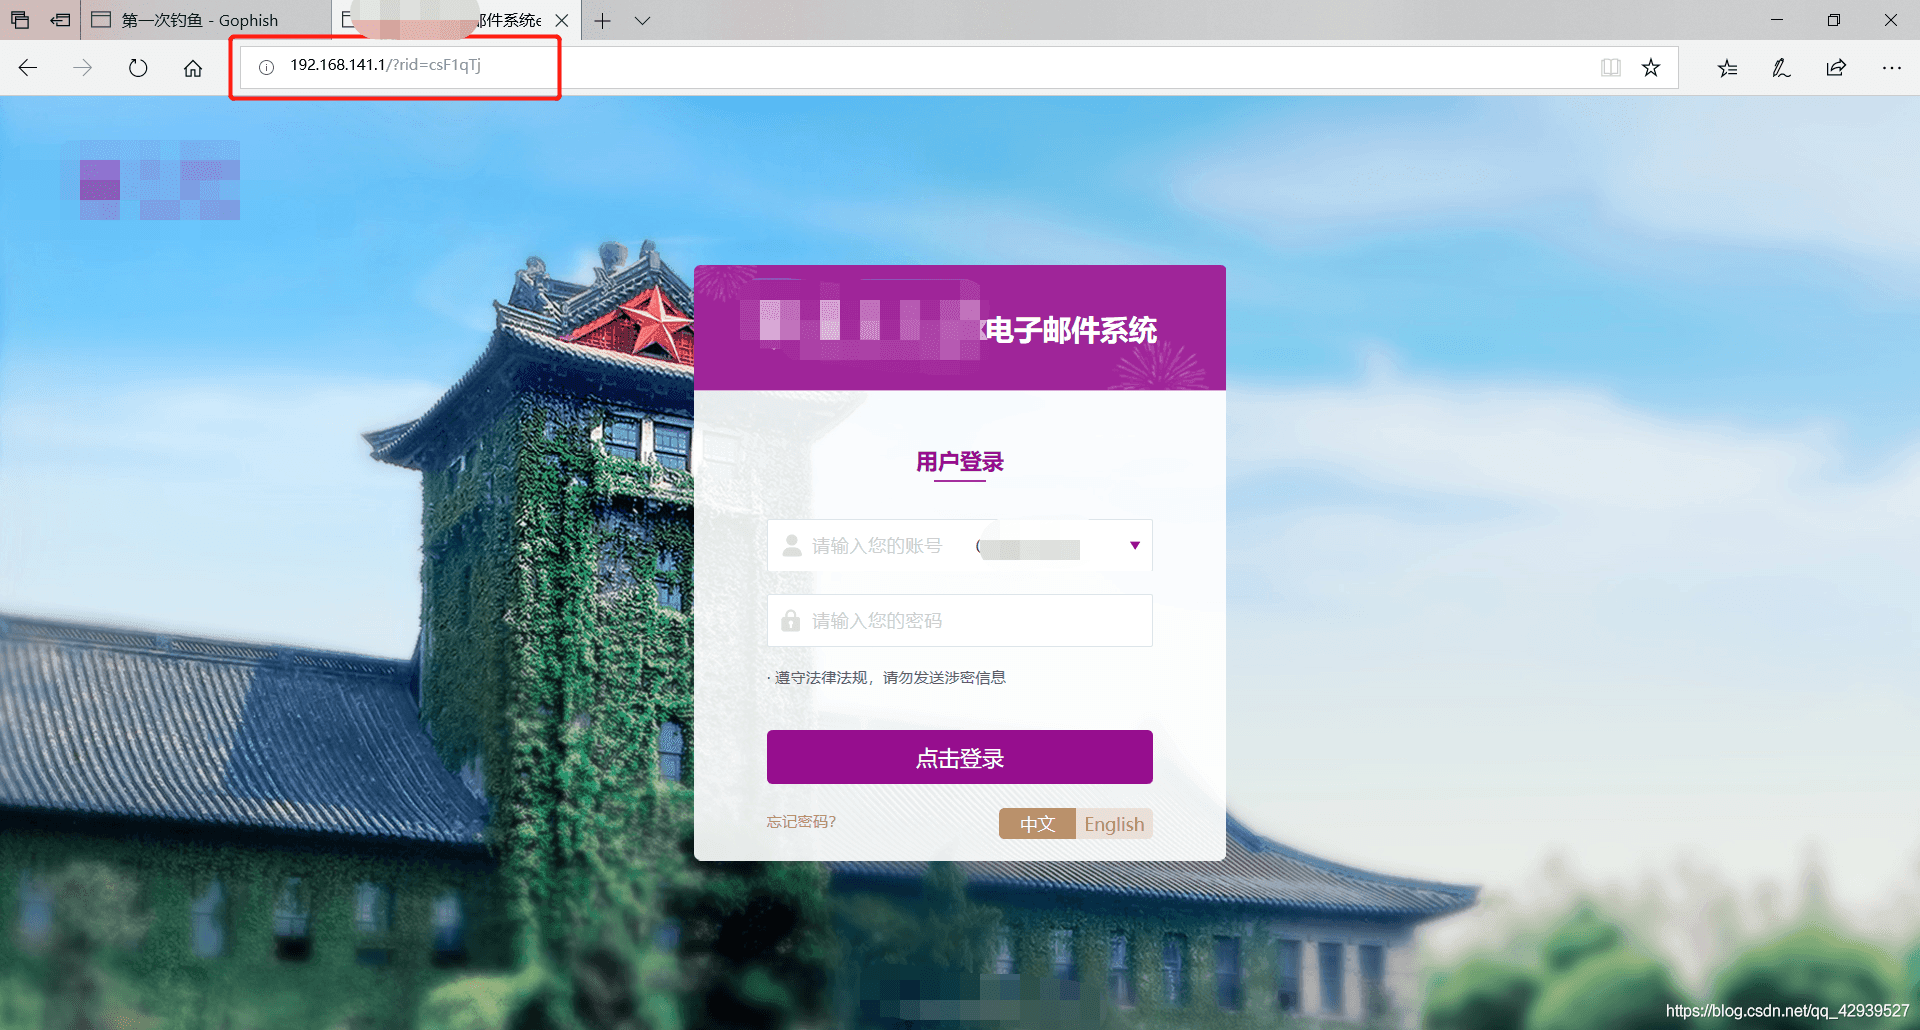 第一次钓鱼 - Gophish
邮件系统
192.168.141.1/?rid=csF1qTj
电子邮件系统
用户登录
请输入您的账号
请输入您的密码
· 遵守法律法规，请勿发送涉密信息
点击登录
忘记密码?
中文
English
https://blog.csdn.net/qq_42939527